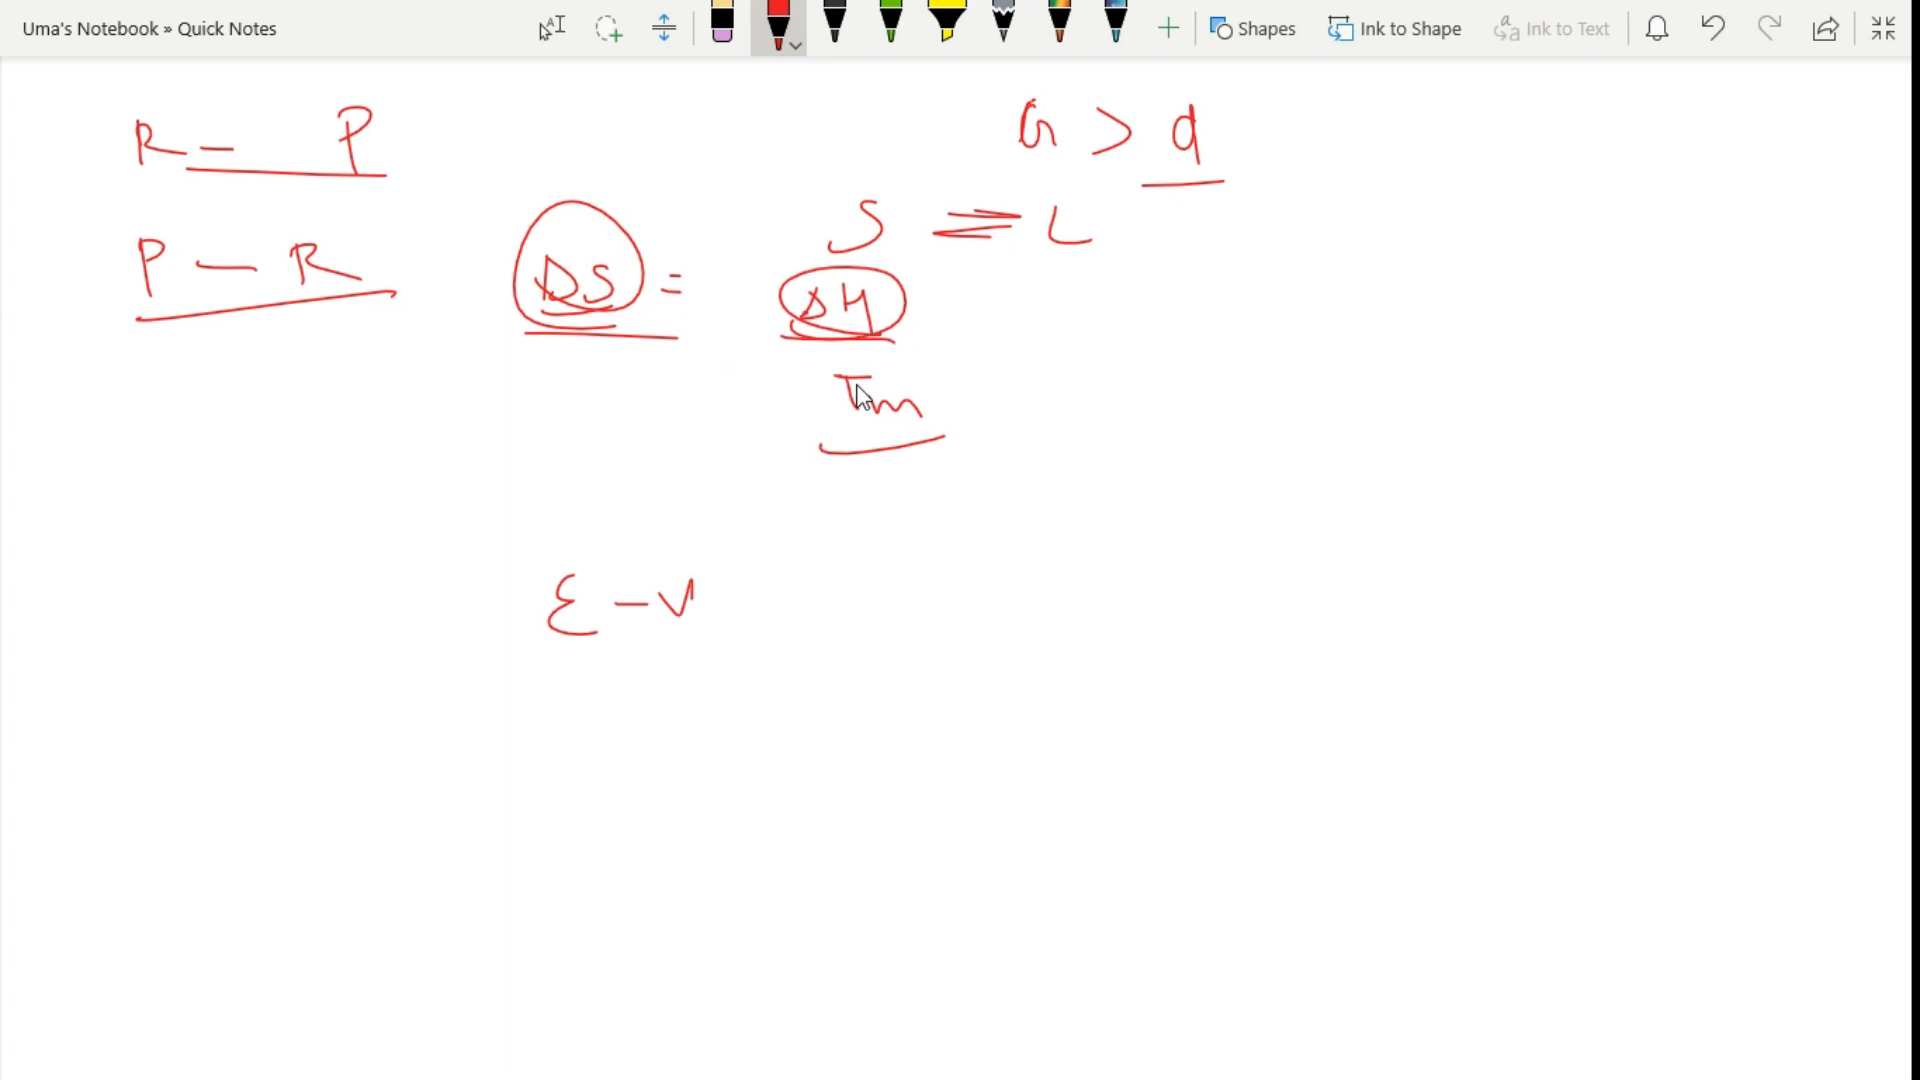 Uma's Notebook » Quick Notes
Shapes
Ink to Shape
Ink to Text
R – P
G > d
S ⇌ L
P – R
ΔS = ΔH
Tm
ε – V